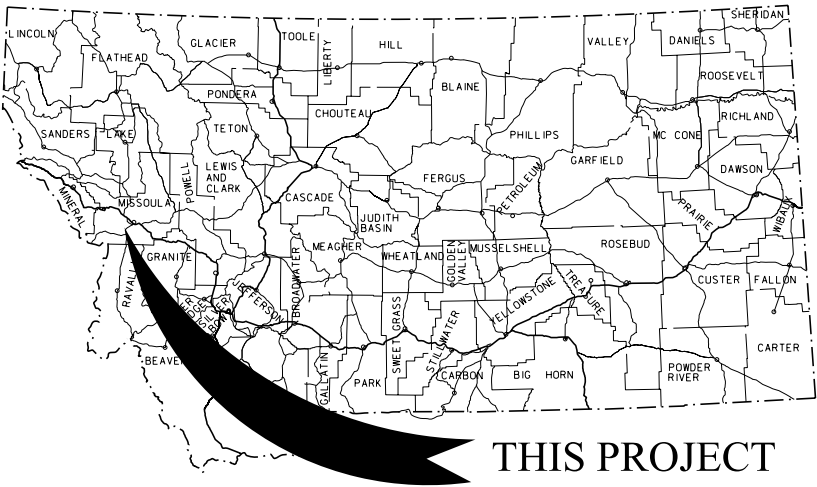 SHERIDAN
LINCOLN
GLACIER
TOOLE
LIBERTY
HILL
VALLEY
DANIELS
FLATHEAD
ROOSEVELT
PONDERA
BLAINE
CHOUTEAU
RICHLAND
SANDERS
LAKE
TETON
PHILLIPS
MC CONE
GARFIELD
DAWSON
POWELL
LEWIS
AND
CLARK
FERGUS
PETROLEUM
MINERAL
MISSOULA
CASCADE
PRAIRIE
WIBAUX
JUDITH
BASIN
MEAGHER
WHEATLAND
GOLDEN
VALLEY
MUSSELSHELL
ROSEBUD
GRANITE
BROADWATER
RAVALLI
JEFFERSON
YELLOWSTONE
TREASURE
CUSTER
FALLON
SWEET GRASS
STILLWATER
CARTER
BEAVER
GALLATIN
PARK
CARBON
BIG HORN
POWDER
RIVER
THIS PROJECT